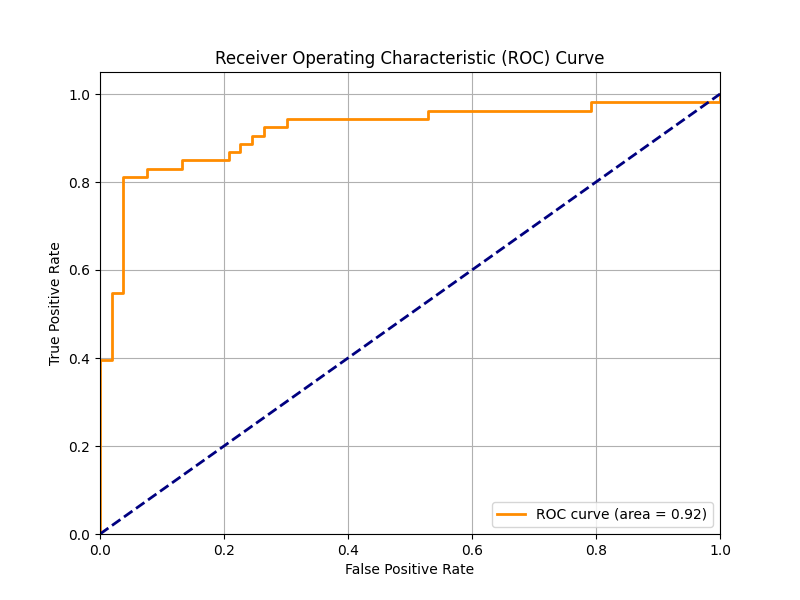 Receiver Operating Characteristic (ROC) Curve
1.0
0.8
0.6
0.4
0.2
0.0
True Positive Rate
ROC curve (area = 0.92)
0.0 0.2 0.4 0.6 0.8 1.0
False Positive Rate